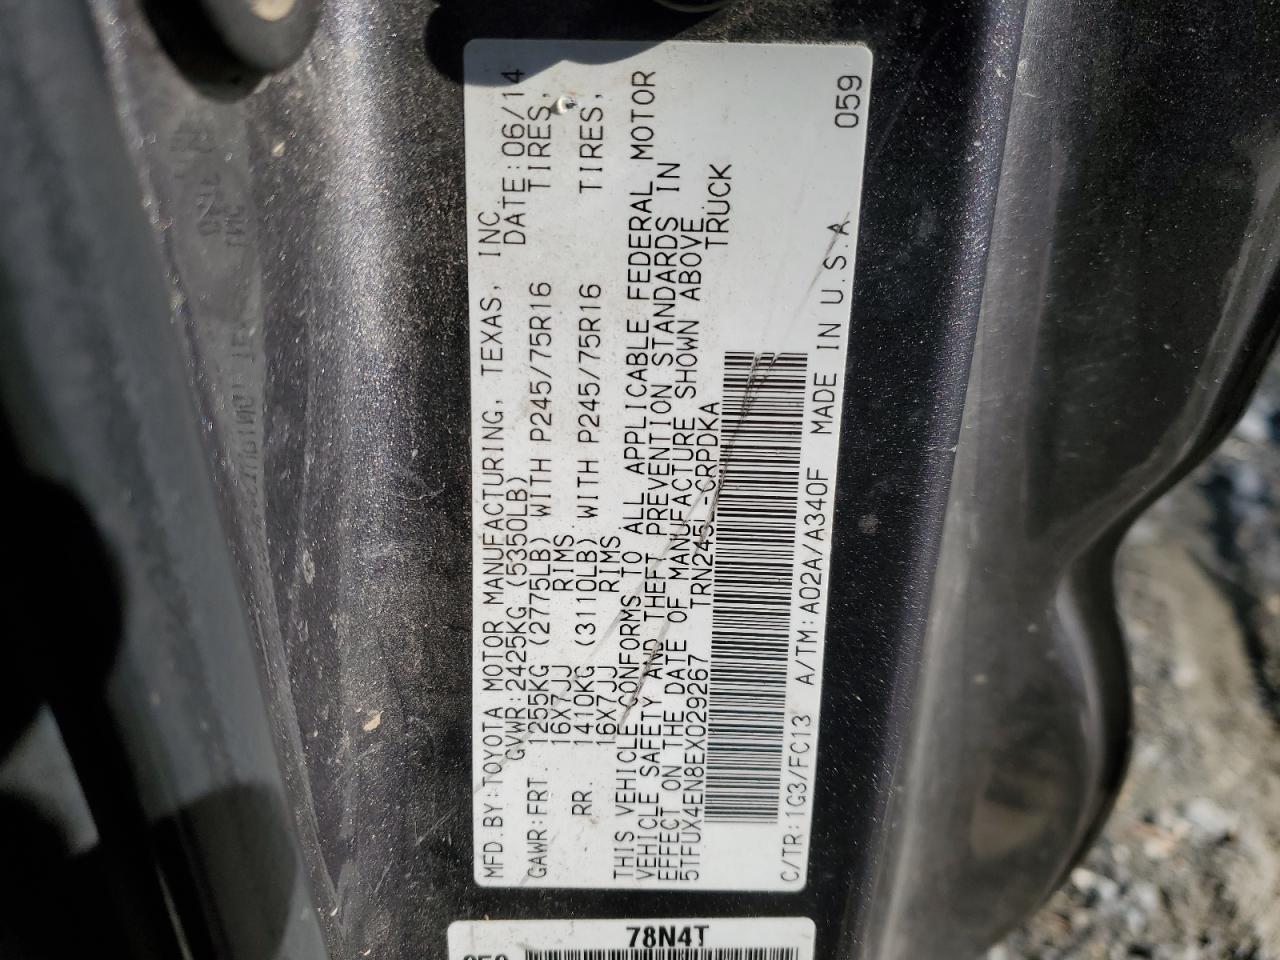 MFD.BY:TOYOTA MOTOR MANUFACTURING, TEXAS, INC.
GVWR:2425KG (5350LB) DATE:06/14
GAWR:FRT. 1255KG (2775LB) WITH P245/75R16 TIRES,
16X7JJ RIMS
RR. 1410KG (3110LB) WITH P245/75R16 TIRES,
16X7JJ RIMS
THIS VEHICLE CONFORMS TO ALL APPLICABLE FEDERAL MOTOR
VEHICLE SAFETY AND THEFT PREVENTION STANDARDS IN
EFFECT ON THE DATE OF MANUFACTURE SHOWN ABOVE.
5TFUX4EN8EX029267 TRN245L-CRPDKA TRUCK
C/TR:1G3/FC13 A/TM:A02A/A340F MADE IN U.S.A 059
78N4T